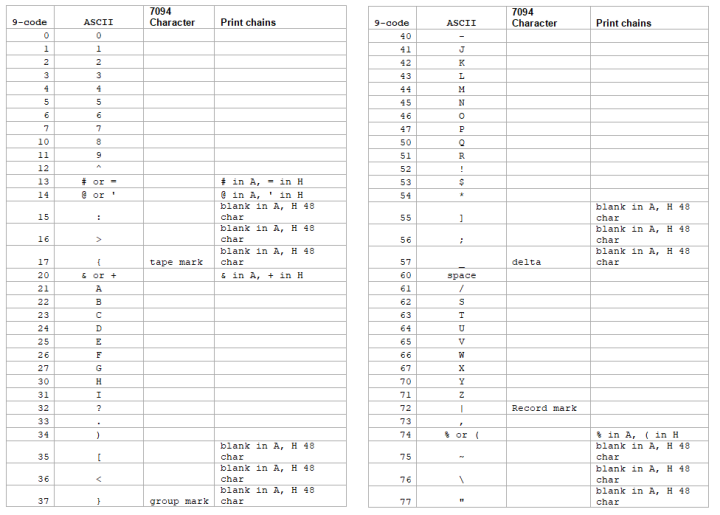 9-code ASCII 7094 Character Print chains
0 0
1 1
2 2
3 3
4 4
5 5
6 6
7 7
10 8
11 9
12 ^
13 # or = # in A, = in H
14 @ or ' @ in A, ' in H
15 : blank in A, H 48 char
16 > blank in A, H 48 char
17 { tape mark blank in A, H 48 char
20 & or + & in A, + in H
21 A
22 B
23 C
24 D
25 E
26 F
27 G
30 H
31 I
32 ?
33 .
34 )
35 [ blank in A, H 48 char
36 < blank in A, H 48 char
37 } group mark blank in A, H 48 char
9-code ASCII 7094 Character Print chains
40 -
41 J
42 K
43 L
44 M
45 N
46 O
47 P
50 Q
51 R
52 !
53 $
54 *
55 ] blank in A, H 48 char
56 ; blank in A, H 48 char
57 _ delta blank in A, H 48 char
60 space
61 /
62 S
63 T
64 U
65 V
66 W
67 X
70 Y
71 Z
72 | Record mark
73 ,
74 % or ( % in A, ( in H
75 ~ blank in A, H 48 char
76 \ blank in A, H 48 char
77 " blank in A, H 48 char